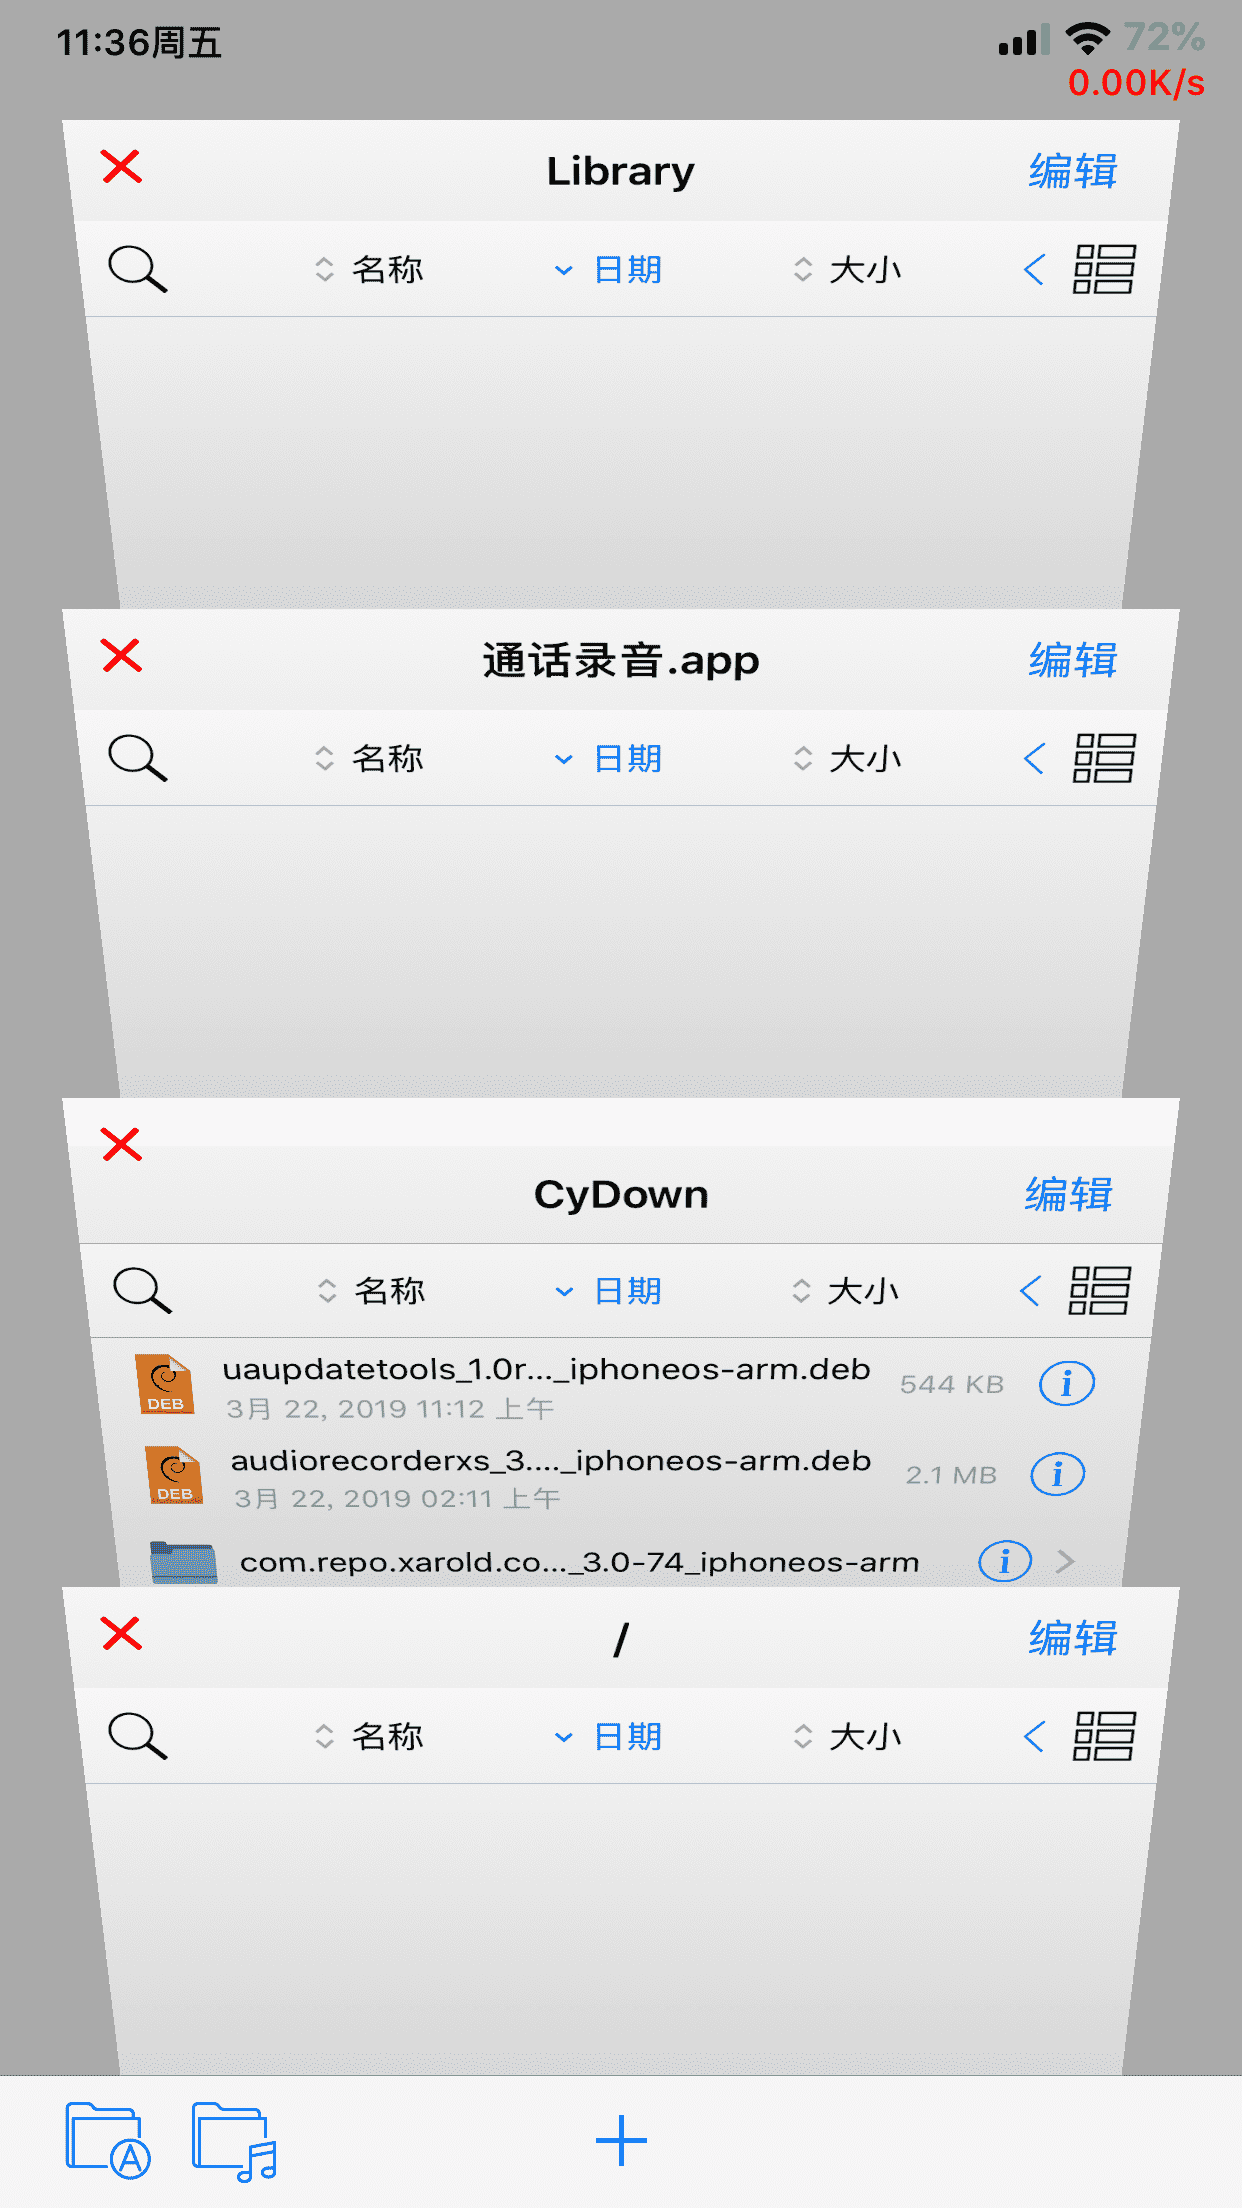 11:36周五
72%
0.00K/s
Library
编辑
名称
日期
大小
通话录音.app
编辑
名称
日期
大小
CyDown
编辑
名称
日期
大小
uaupdatetools_1.0r..._iphoneos-arm.deb
544 KB
DEB
3月 22, 2019 11:12 上午
audiorecorderxs_3...._iphoneos-arm.deb
2.1 MB
DEB
3月 22, 2019 02:11 上午
com.repo.xarold.co..._3.0-74_iphoneos-arm
/
编辑
名称
日期
大小